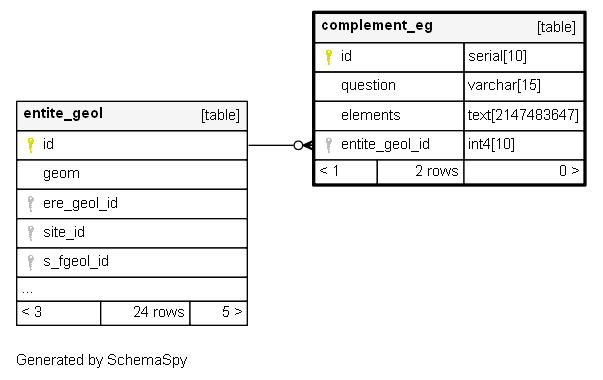 complement_eg [table]
id serial[10]
question varchar[15]
elements text[2147483647]
entite_geol_id int4[10]
< 1 2 rows 0 >
entite_geol [table]
id
geom
ere_geol_id
site_id
s_fgeol_id
...
< 3 24 rows 5 >
Generated by SchemaSpy